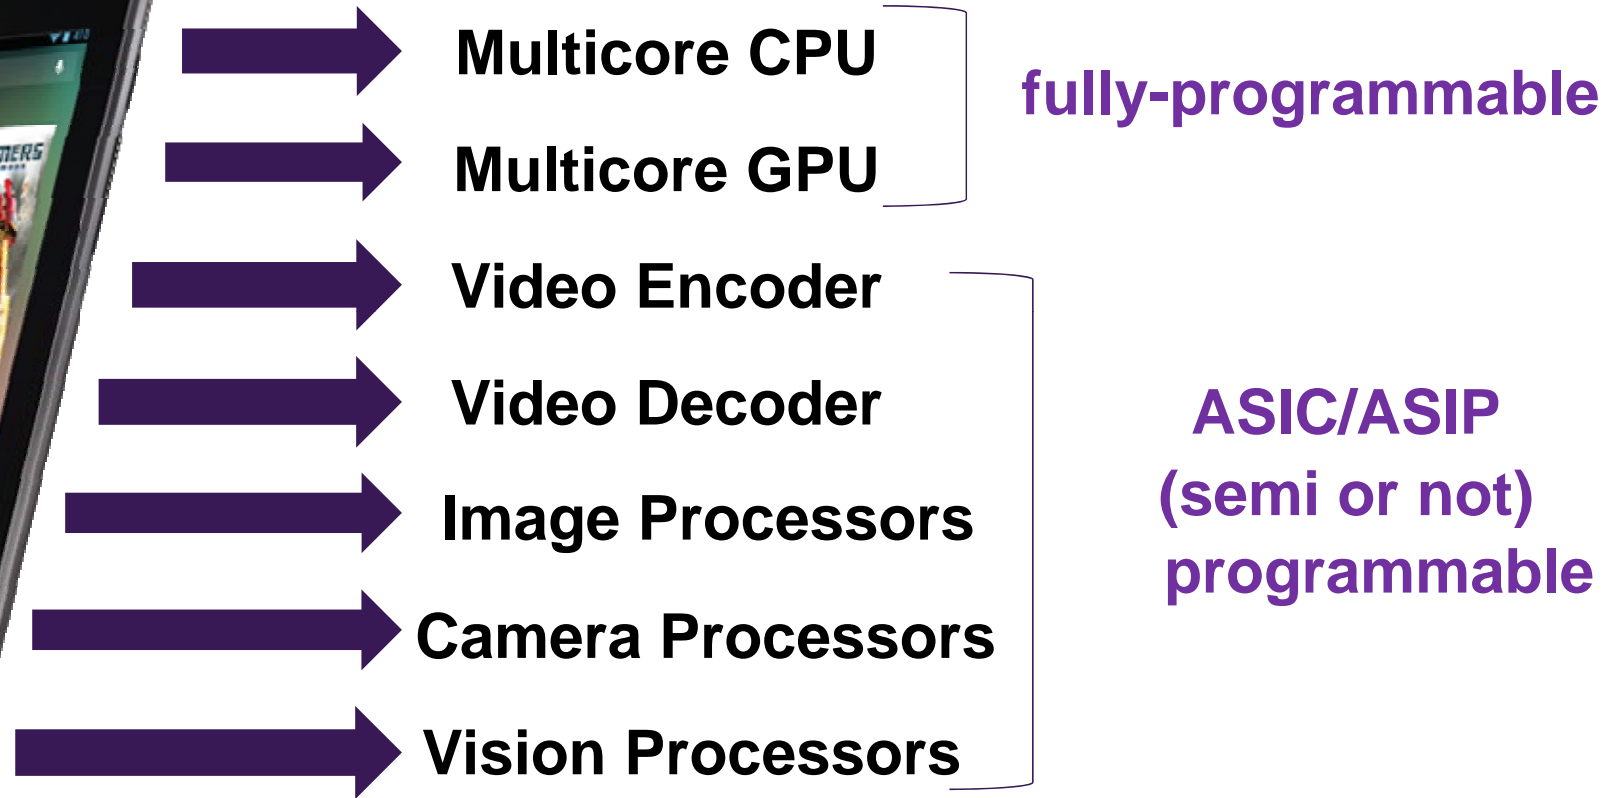 Multicore CPU
fully-programmable
Multicore GPU
Video Encoder
Video Decoder
ASIC/ASIP
(semi or not)
programmable
Image Processors
Camera Processors
Vision Processors